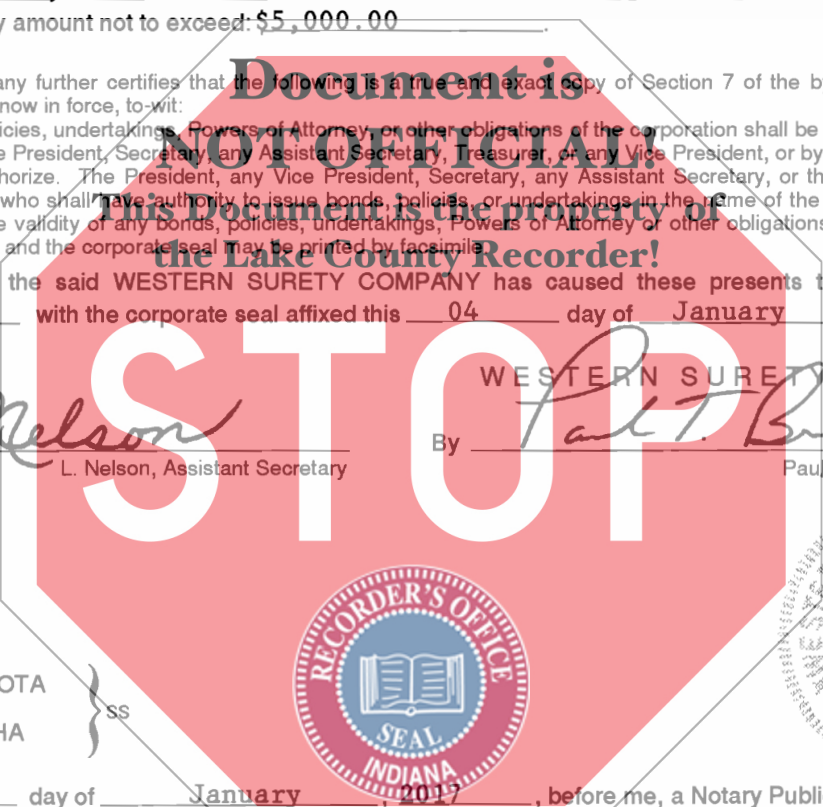 y amount not to exceed: $5,000.00.
Document is
any further certifies that the following is a true and exact copy of Section 7 of the b
now in force, to-wit:
icies, undertakings, Powers of Attorney, or other obligations of the corporation shall be
NOT OFFICIAL!
e President, Secretary, any Assistant Secretary, Treasurer, or any Vice President, or by
horize. The President, any Vice President, Secretary, any Assistant Secretary, or th
who shall have authority to issue bonds, policies, or undertakings in the name of the
This Document is the property of
e validity of any bonds, policies, undertakings, Powers of Attorney or other obligations
and the corporate seal may be printed by facsimile.
the Lake County Recorder!
the said WESTERN SURETY COMPANY has caused these presents t
with the corporate seal affixed this 04 day of January
STOP
WESTERN SURETY
Nelson
By Paul T. Br
L. Nelson, Assistant Secretary
Paul
RECORDER'S OFFICE
SEAL
INDIANA
OTA
SS
HA
day of January, 2017, before me, a Notary Publi